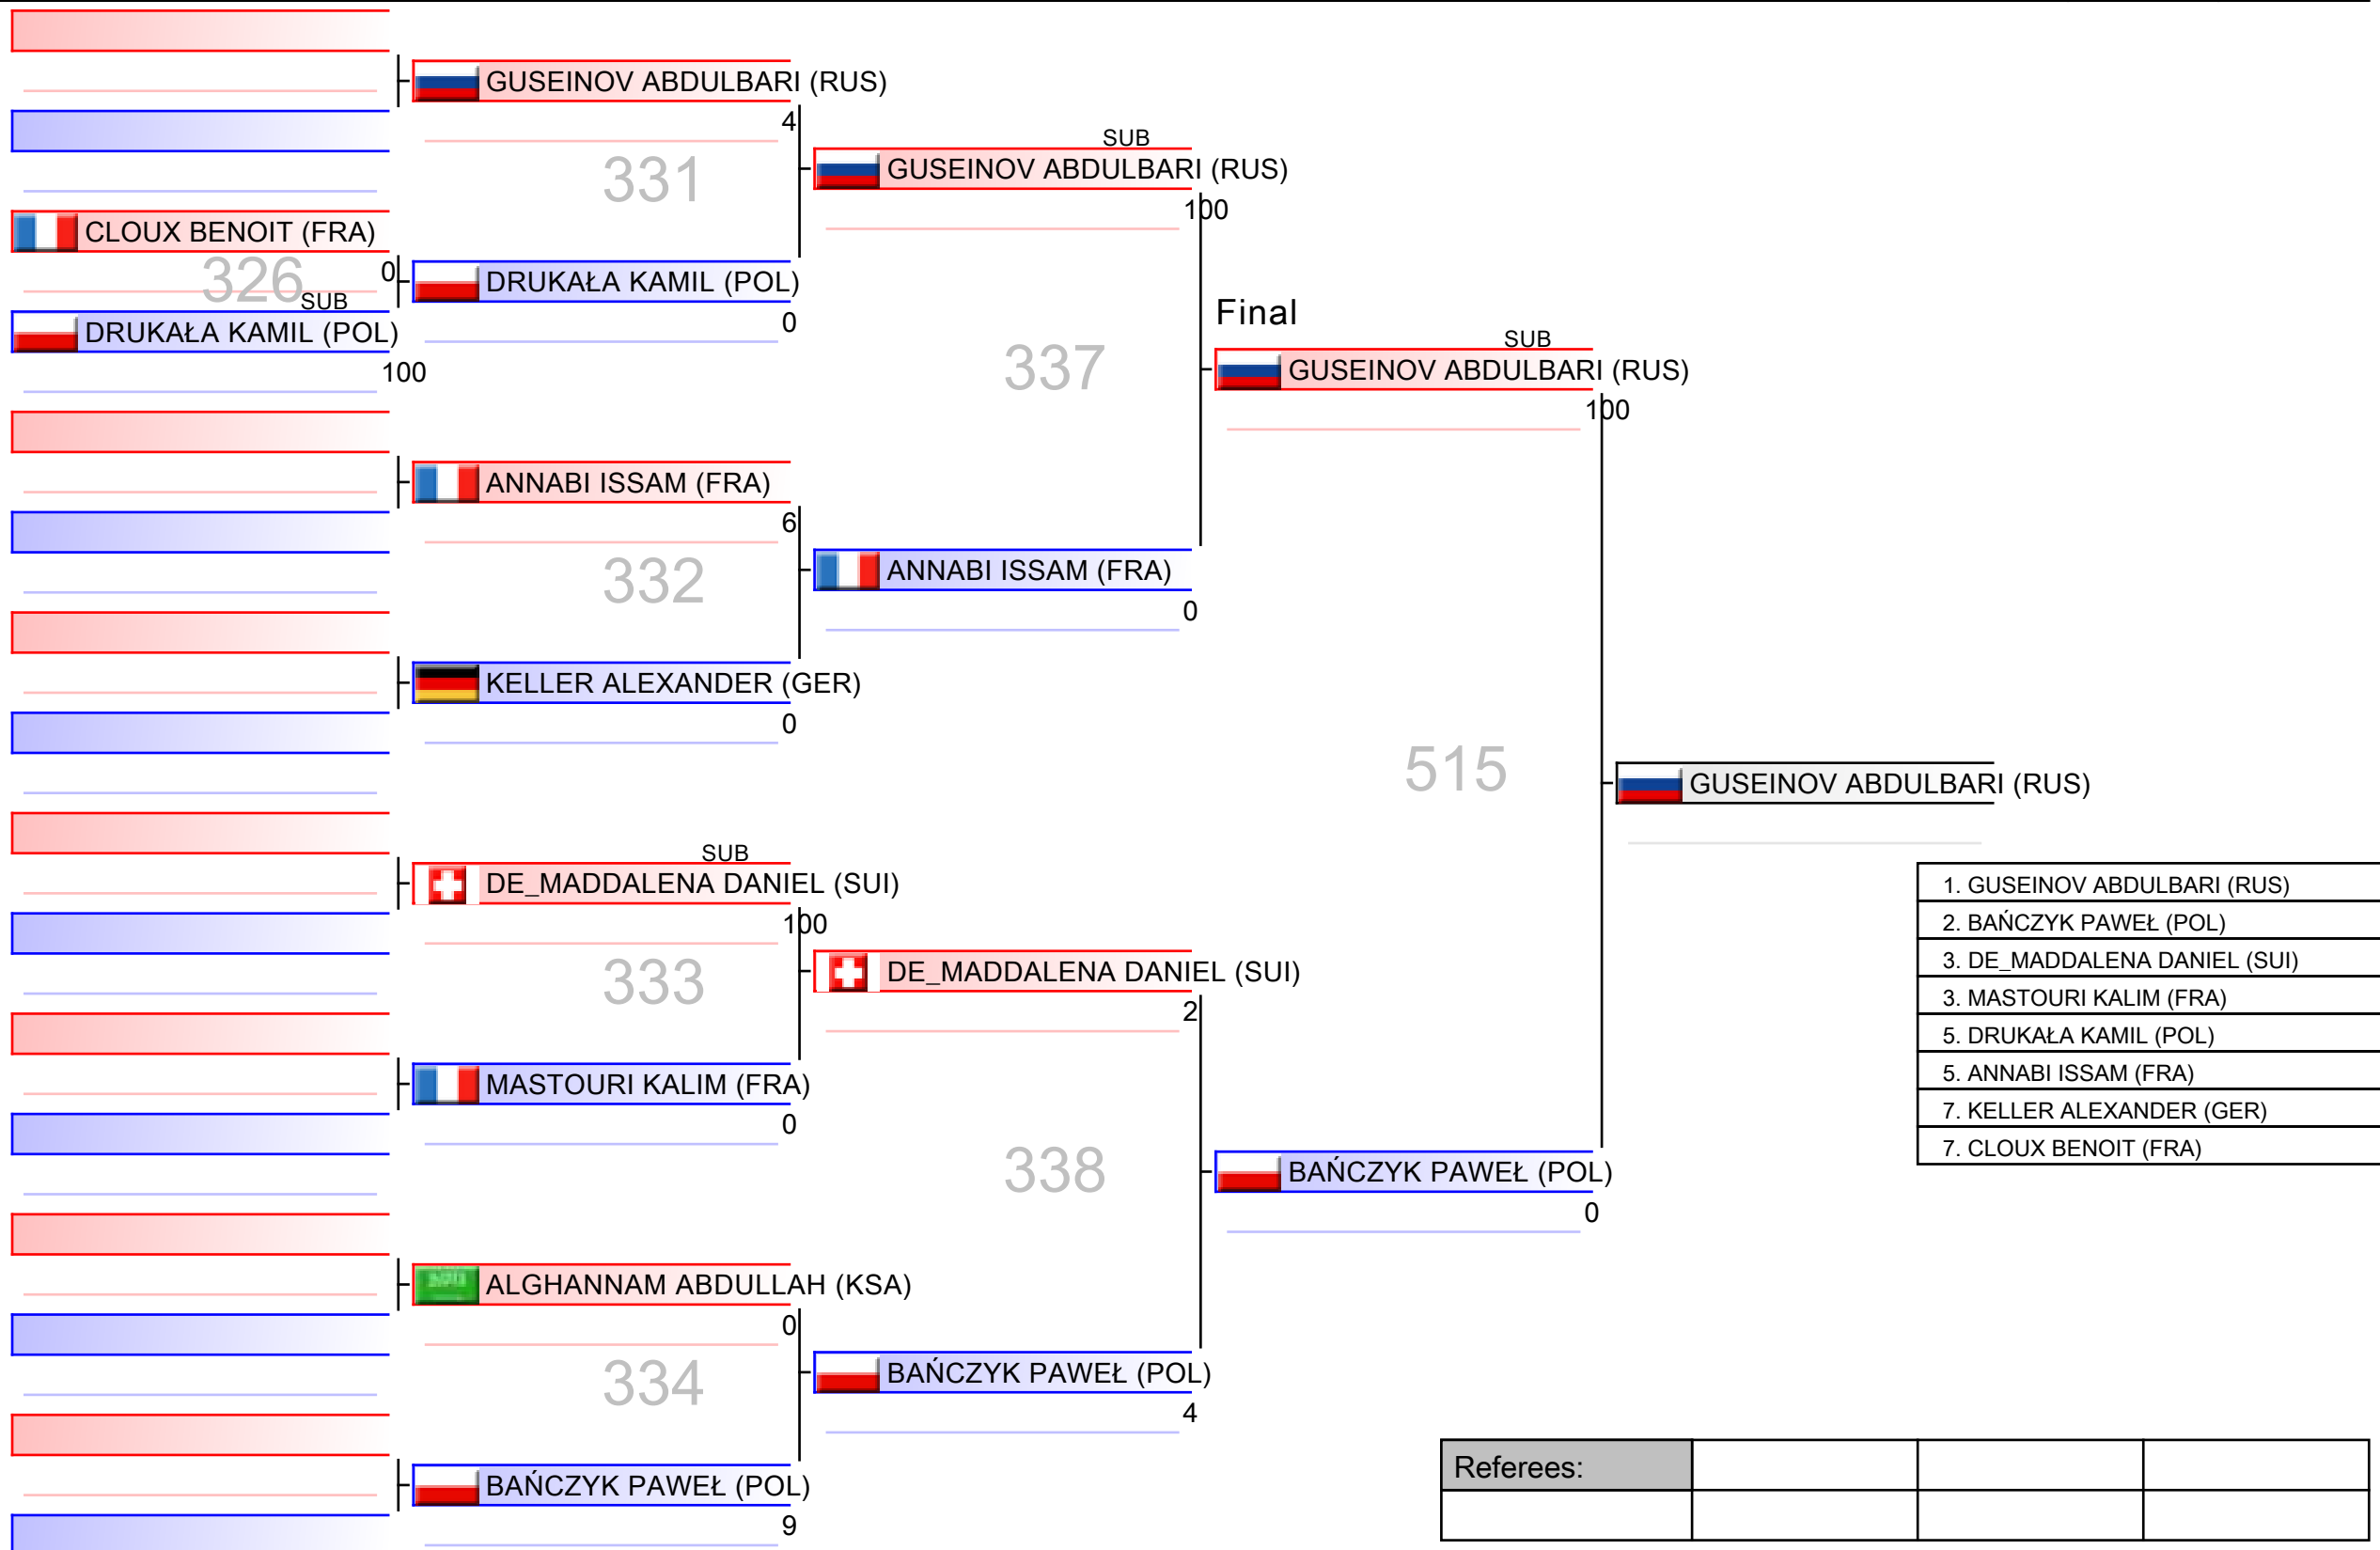 GUSEINOV ABDULBARI (RUS)
4
331
CLOUX BENOIT (FRA)
0
326
SUB
DRUKAŁA KAMIL (POL)
100
DRUKAŁA KAMIL (POL)
0
SUB
GUSEINOV ABDULBARI (RUS)
100
337
ANNABI ISSAM (FRA)
6
332
KELLER ALEXANDER (GER)
0
ANNABI ISSAM (FRA)
0
Final
SUB
GUSEINOV ABDULBARI (RUS)
100
515
GUSEINOV ABDULBARI (RUS)
SUB
DE_MADDALENA DANIEL (SUI)
100
333
MASTOURI KALIM (FRA)
0
DE_MADDALENA DANIEL (SUI)
2
338
BAŃCZYK PAWEŁ (POL)
0
ALGHANNAM ABDULLAH (KSA)
0
334
BAŃCZYK PAWEŁ (POL)
9
BAŃCZYK PAWEŁ (POL)
4
1. GUSEINOV ABDULBARI (RUS)
2. BAŃCZYK PAWEŁ (POL)
3. DE_MADDALENA DANIEL (SUI)
3. MASTOURI KALIM (FRA)
5. DRUKAŁA KAMIL (POL)
5. ANNABI ISSAM (FRA)
7. KELLER ALEXANDER (GER)
7. CLOUX BENOIT (FRA)
Referees: